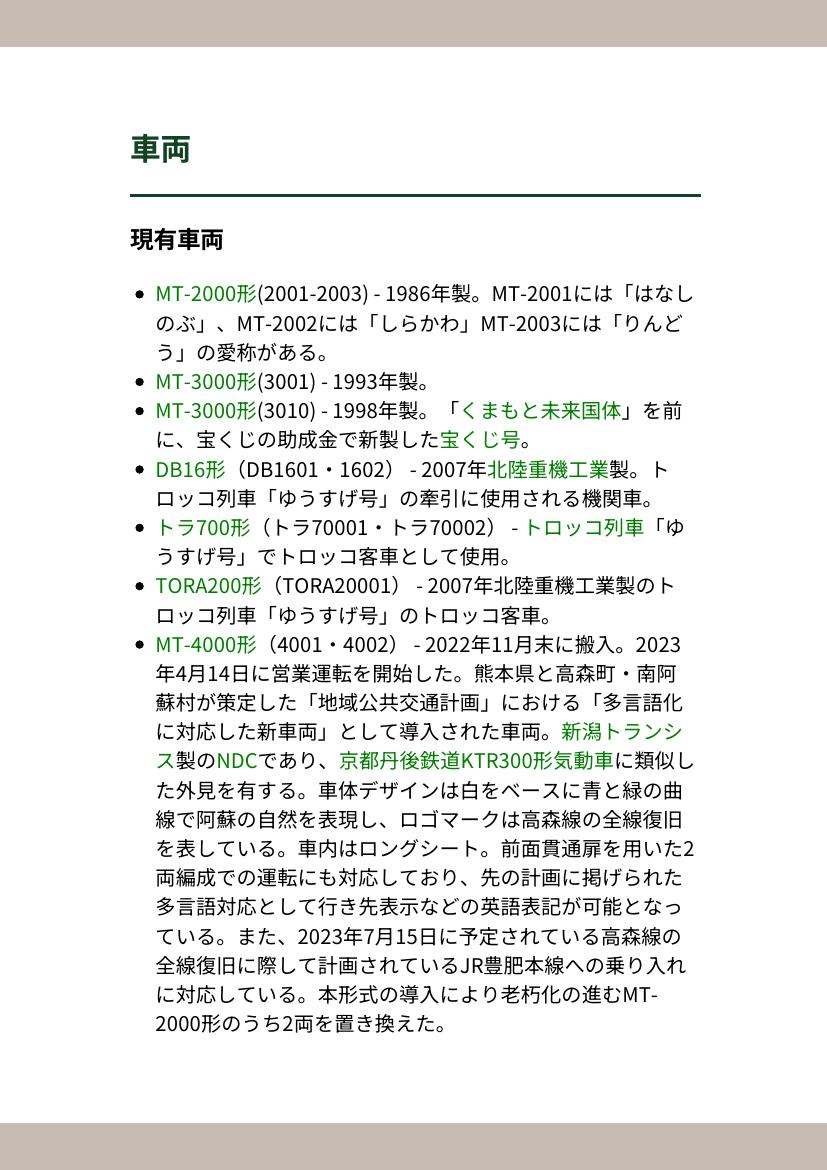 車両
現有車両
MT-2000形(2001-2003) - 1986年製。MT-2001には「はなし
のぶ」、MT-2002には「しらかわ」MT-2003には「りんど
う」の愛称がある。
MT-3000形(3001) - 1993年製。
MT-3000形(3010) - 1998年製。「くまもと未来国体」を前
に、宝くじの助成金で新製した宝くじ号。
DB16形（DB1601・1602） - 2007年北陸重機工業製。ト
ロッコ列車「ゆうすげ号」の牽引に使用される機関車。
トラ700形（トラ70001・トラ70002） - トロッコ列車「ゆ
うすげ号」でトロッコ客車として使用。
TORA200形（TORA20001） - 2007年北陸重機工業製のト
ロッコ列車「ゆうすげ号」のトロッコ客車。
MT-4000形（4001・4002） - 2022年11月末に搬入。2023
年4月14日に営業運転を開始した。熊本県と高森町・南阿
蘇村が策定した「地域公共交通計画」における「多言語化
に対応した新車両」として導入された車両。新潟トランシ
ス製のNDCであり、京都丹後鉄道KTR300形気動車に類似し
た外見を有する。車体デザインは白をベースに青と緑の曲
線で阿蘇の自然を表現し、ロゴマークは高森線の全線復旧
を表している。車内はロングシート。前面貫通扉を用いた2
両編成での運転にも対応しており、先の計画に掲げられた
多言語対応として行き先表示などの英語表記が可能となっ
ている。また、2023年7月15日に予定されている高森線の
全線復旧に際して計画されているJR豊肥本線への乗り入れ
に対応している。本形式の導入により老朽化の進むMT-
2000形のうち2両を置き換えた。